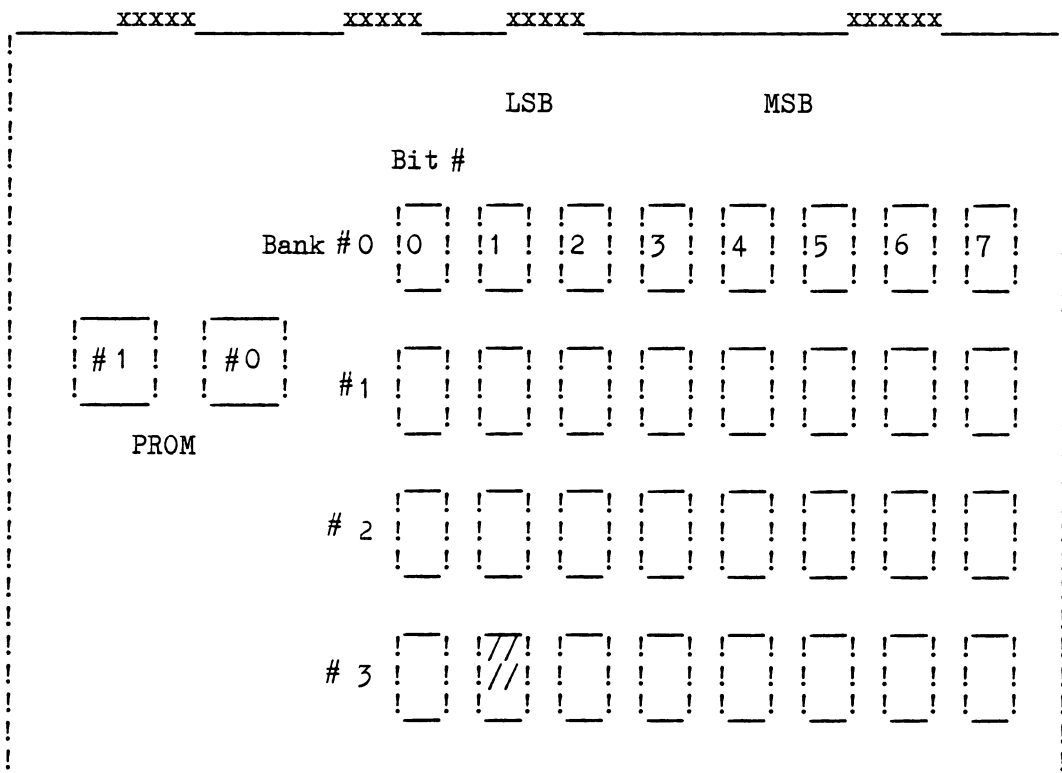 xxxxx xxxxx xxxxx xxxxxx
LSB MSB
Bit #
Bank #0 0 1 2 3 4 5 6 7
#1 #0
#1
PROM
# 2
# 3 // //